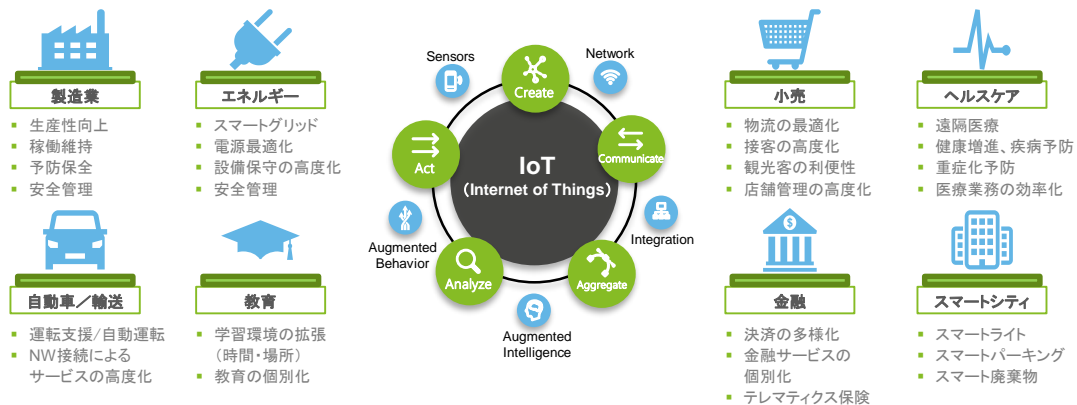 製造業
生産性向上
稼働維持
予防保全
安全管理
エネルギー
スマートグリッド
電源最適化
設備保守の高度化
安全管理
自動車／輸送
運転支援/自動運転
NW接続による
サービスの高度化
教育
学習環境の拡張
（時間・場所）
教育の個別化
Sensors
Network
Create
Act
Communicate
IoT
（Internet of Things）
Augmented
Behavior
Integration
Analyze
Aggregate
Augmented
Intelligence
小売
物流の最適化
接客の高度化
観光客の利便性
店舗管理の高度化
ヘルスケア
遠隔医療
健康増進、疾病予防
重症化予防
医療業務の効率化
$
金融
決済の多様化
金融サービスの
個別化
テレマティクス保険
スマートシティ
スマートライト
スマートパーキング
スマート廃棄物